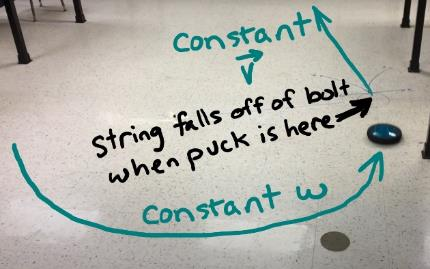 constant
v
String falls off of bolt
when puck is here
constant ω